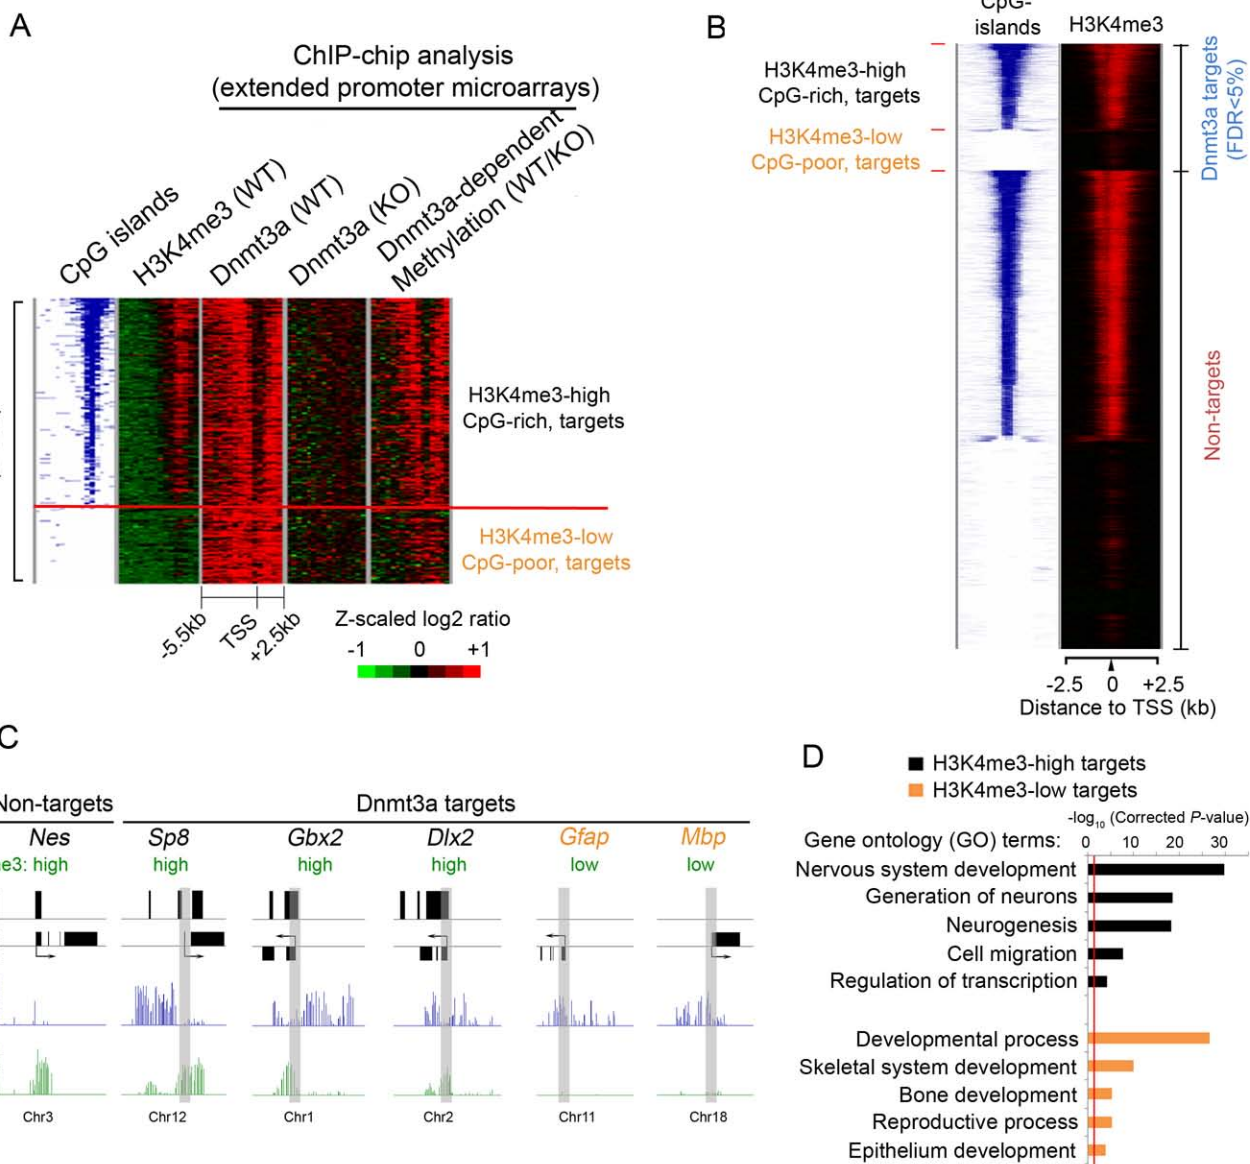 A
ChIP-chip analysis
(extended promoter microarrays)
CpG islands
H3K4me3 (WT)
Dnmt3a (WT)
Dnmt3a (KO)
Dnmt3a-dependent
Methylation (WT/KO)
H3K4me3-high
CpG-rich, targets
H3K4me3-low
CpG-poor, targets
-5.5kb
TSS
+2.5kb
Z-scaled log2 ratio
-1 0 +1
B
CpG-
islands
H3K4me3
H3K4me3-high
CpG-rich, targets
H3K4me3-low
CpG-poor, targets
Dnmt3a targets
(FDR<5%)
Non-targets
-2.5 0 +2.5
Distance to TSS (kb)
C
Non-targets
Dnmt3a targets
Nes Sp8 Gbx2 Dlx2 Gfap Mbp
e3: high high high high low low
Chr3 Chr12 Chr1 Chr2 Chr11 Chr18
D
H3K4me3-high targets
H3K4me3-low targets
-log10 (Corrected P-value)
Gene ontology (GO) terms:
0 10 20 30
Nervous system development
Generation of neurons
Neurogenesis
Cell migration
Regulation of transcription
Developmental process
Skeletal system development
Bone development
Reproductive process
Epithelium development